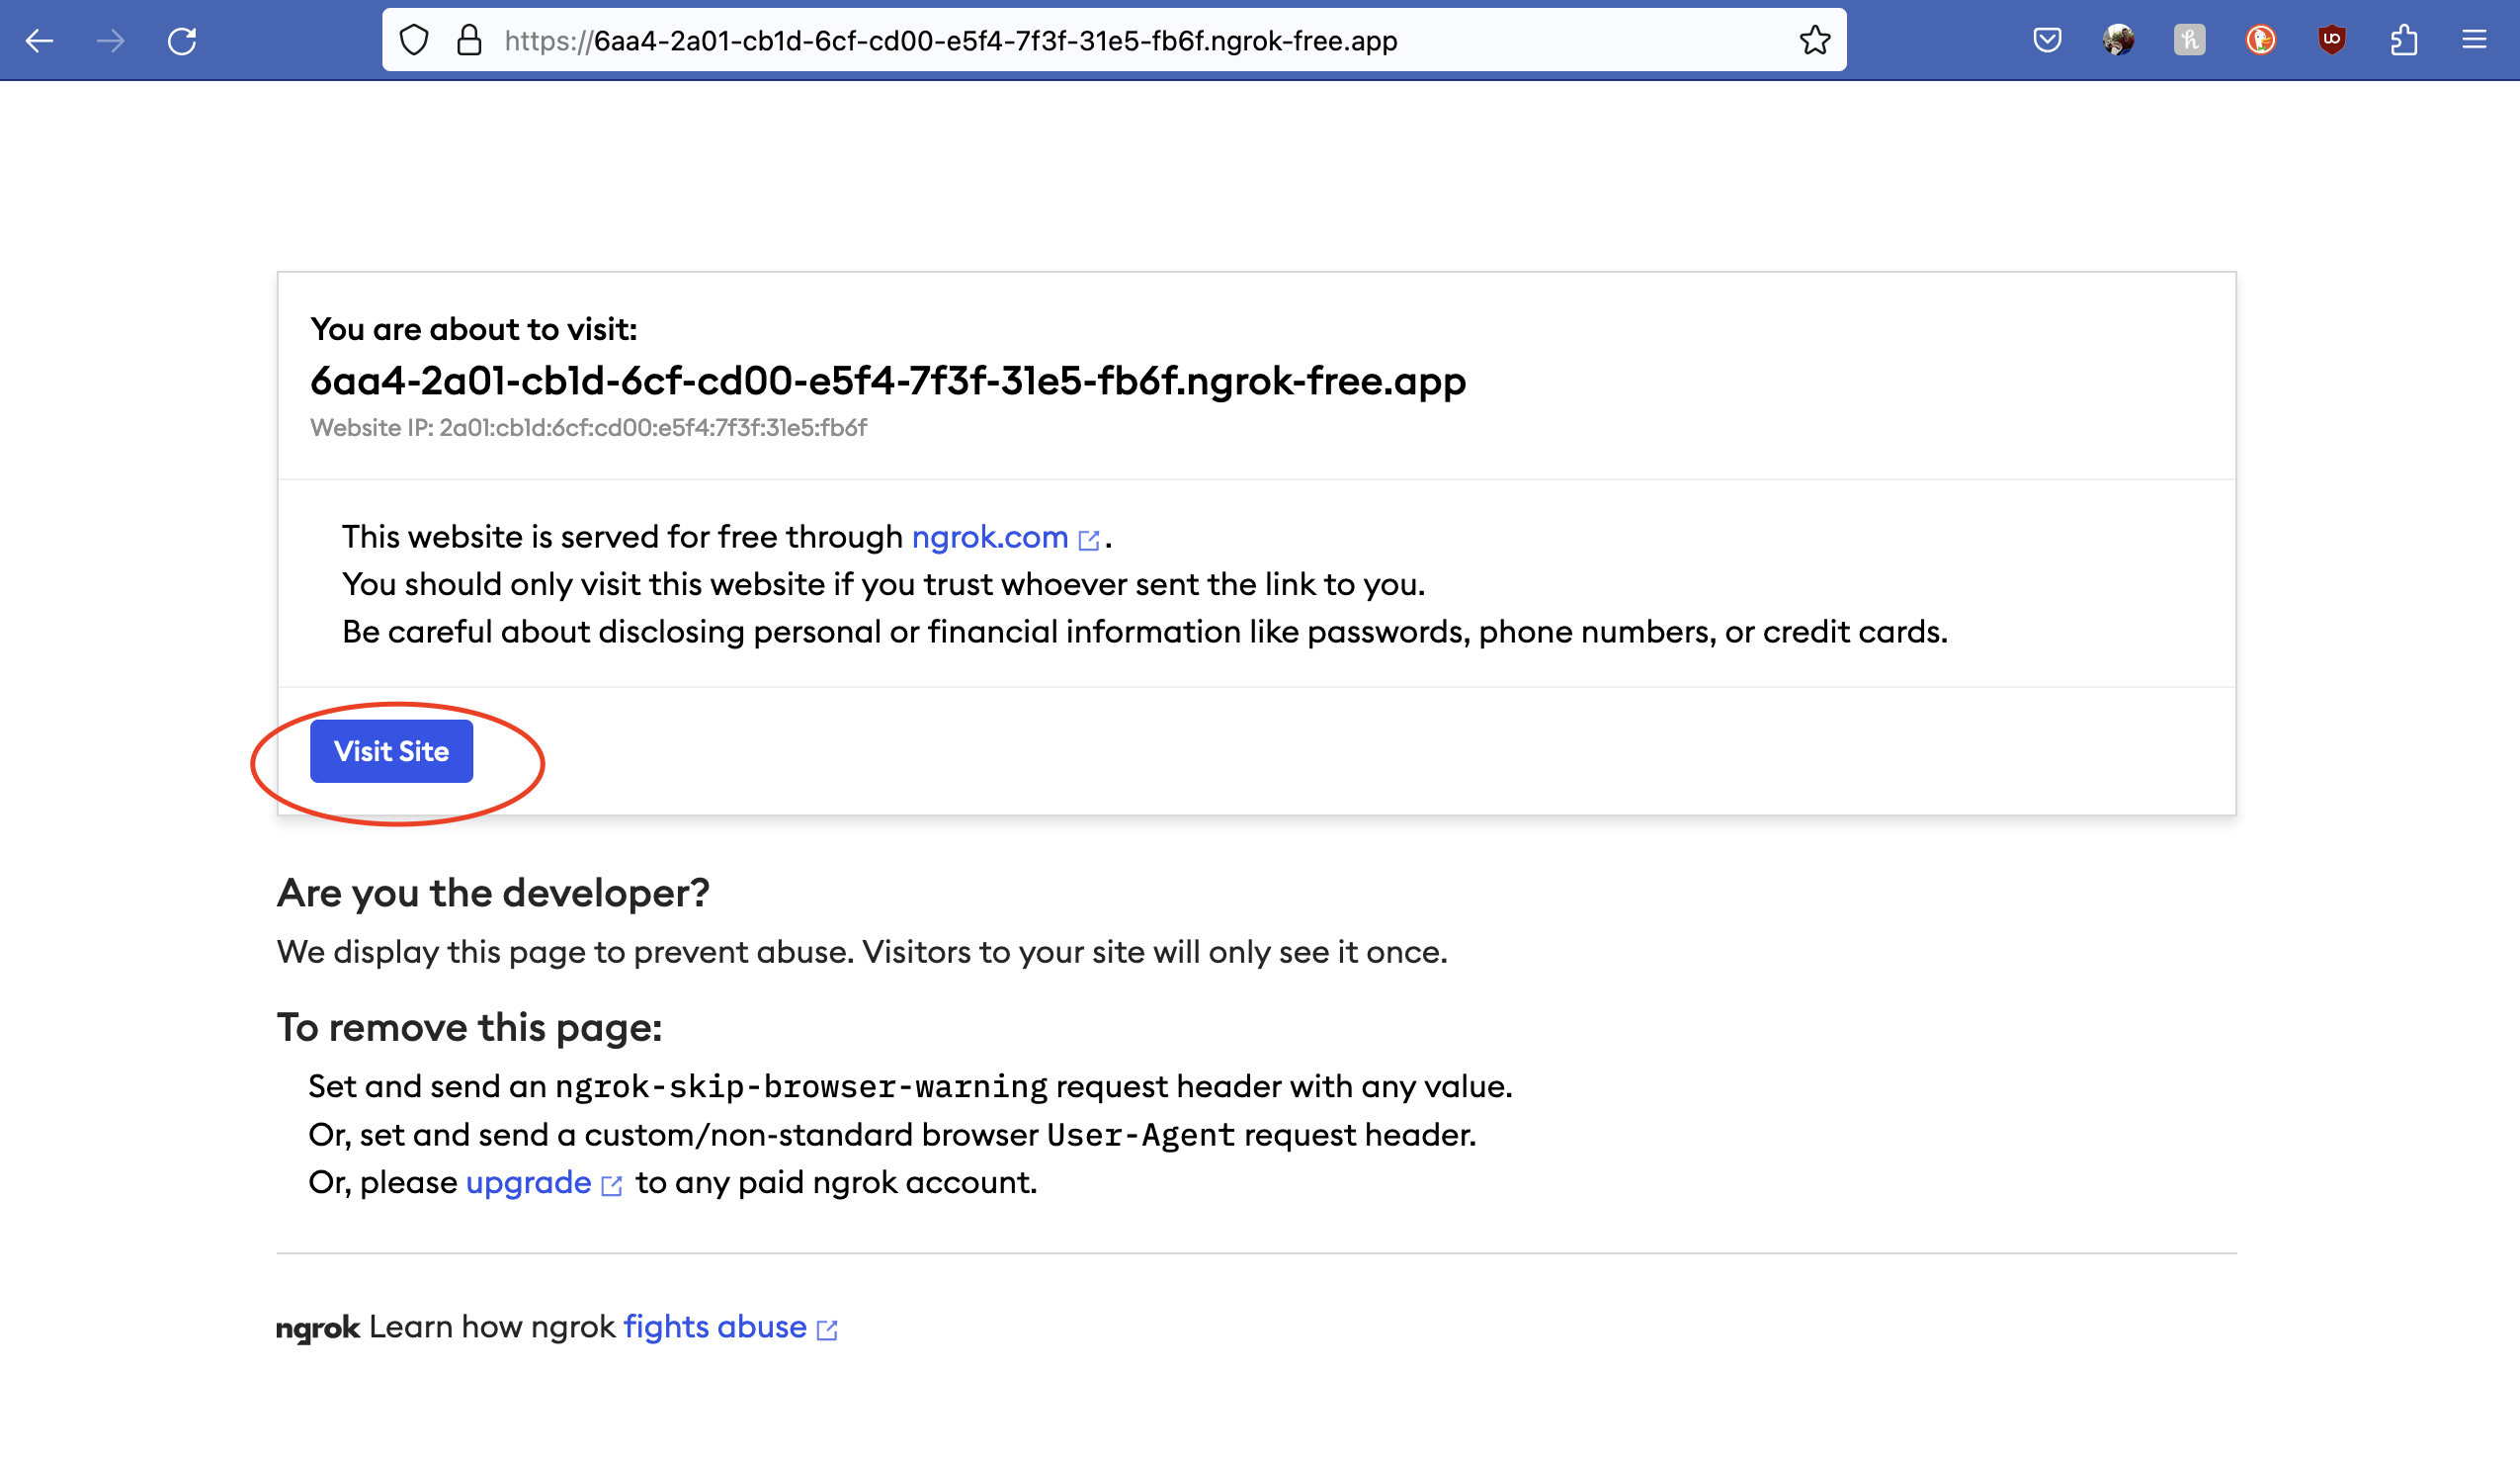 https://6aa4-2a01-cb1d-6cf-cd00-e5f4-7f3f-31e5-fb6f.ngrok-free.app
You are about to visit:
6aa4-2a01-cb1d-6cf-cd00-e5f4-7f3f-31e5-fb6f.ngrok-free.app
Website IP: 2a01:cb1d:6cf:cd00:e5f4:7f3f:31e5:fb6f
This website is served for free through ngrok.com.
You should only visit this website if you trust whoever sent the link to you.
Be careful about disclosing personal or financial information like passwords, phone numbers, or credit cards.
Visit Site
Are you the developer?
We display this page to prevent abuse. Visitors to your site will only see it once.
To remove this page:
Set and send an ngrok-skip-browser-warning request header with any value.
Or, set and send a custom/non-standard browser User-Agent request header.
Or, please upgrade to any paid ngrok account.
ngrok Learn how ngrok fights abuse